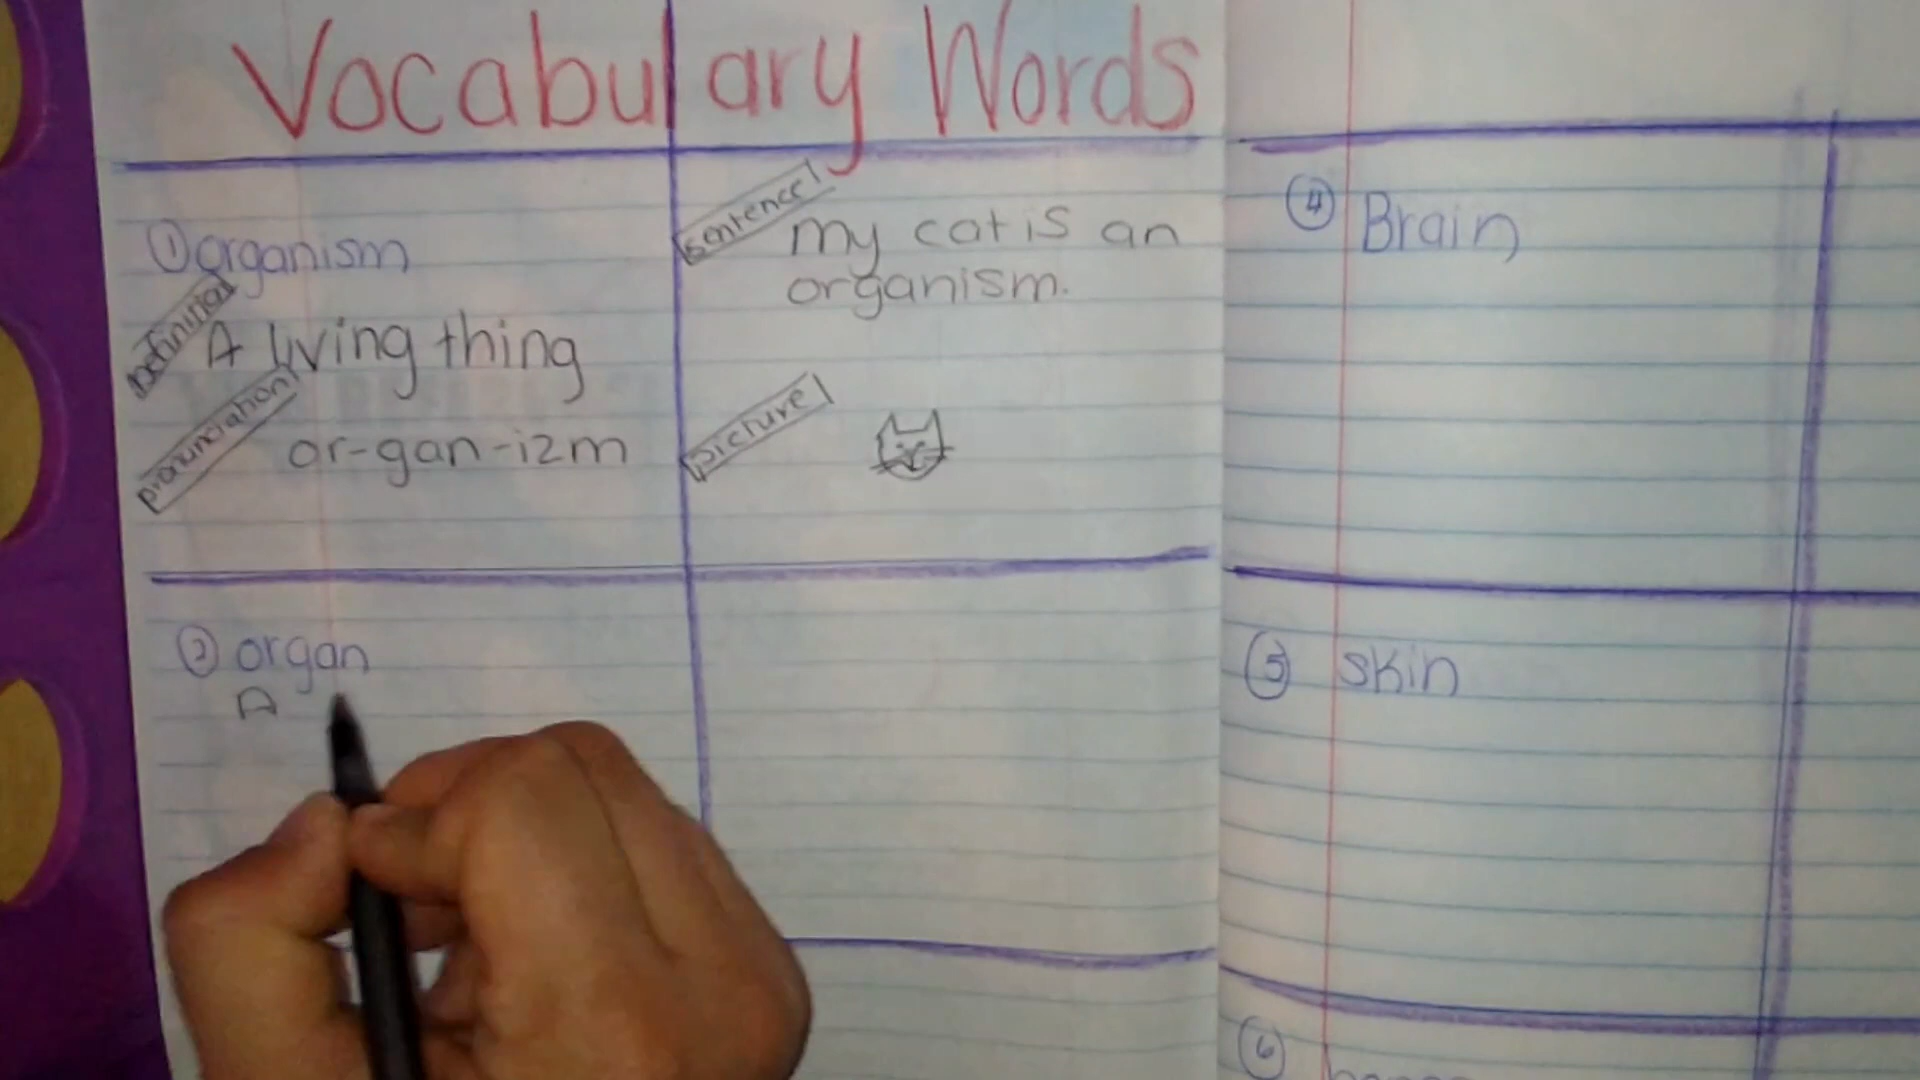 Vocabulary Words
① organism
Definition
A living thing
pronunciation
or-gan-izm
sentence
my cat is an
organism.
picture
② organ
A
④ Brain
⑤ skin
⑥